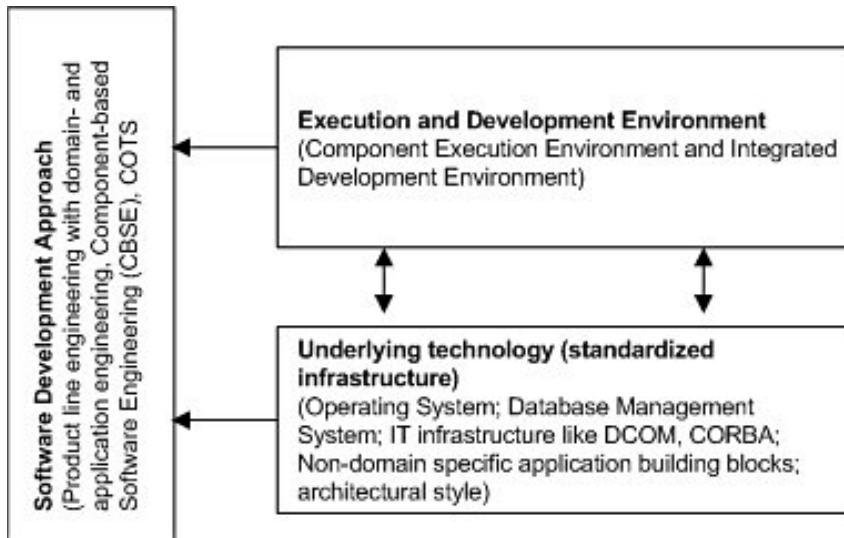 Software Development Approach
(Product line engineering with domain- and
application engineering, Component-based
Software Engineering (CBSE), COTS
Execution and Development Environment
(Component Execution Environment and Integrated
Development Environment)
Underlying technology (standardized
infrastructure)
(Operating System; Database Management
System; IT infrastructure like DCOM, CORBA;
Non-domain specific application building blocks;
architectural style)